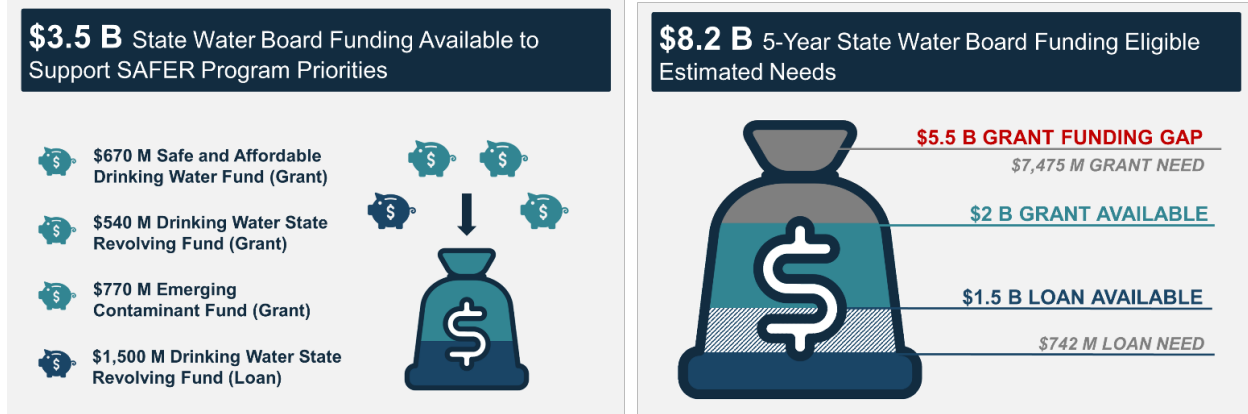 $3.5 B State Water Board Funding Available to
Support SAFER Program Priorities
$670 M Safe and Affordable
Drinking Water Fund (Grant)
$540 M Drinking Water State
Revolving Fund (Grant)
$770 M Emerging
Contaminant Fund (Grant)
$1,500 M Drinking Water State
Revolving Fund (Loan)
$
$
$
$
$
$
$
$
$
$8.2 B 5-Year State Water Board Funding Eligible
Estimated Needs
$5.5 B GRANT FUNDING GAP
$7,475 M GRANT NEED
$2 B GRANT AVAILABLE
$1.5 B LOAN AVAILABLE
$742 M LOAN NEED
$